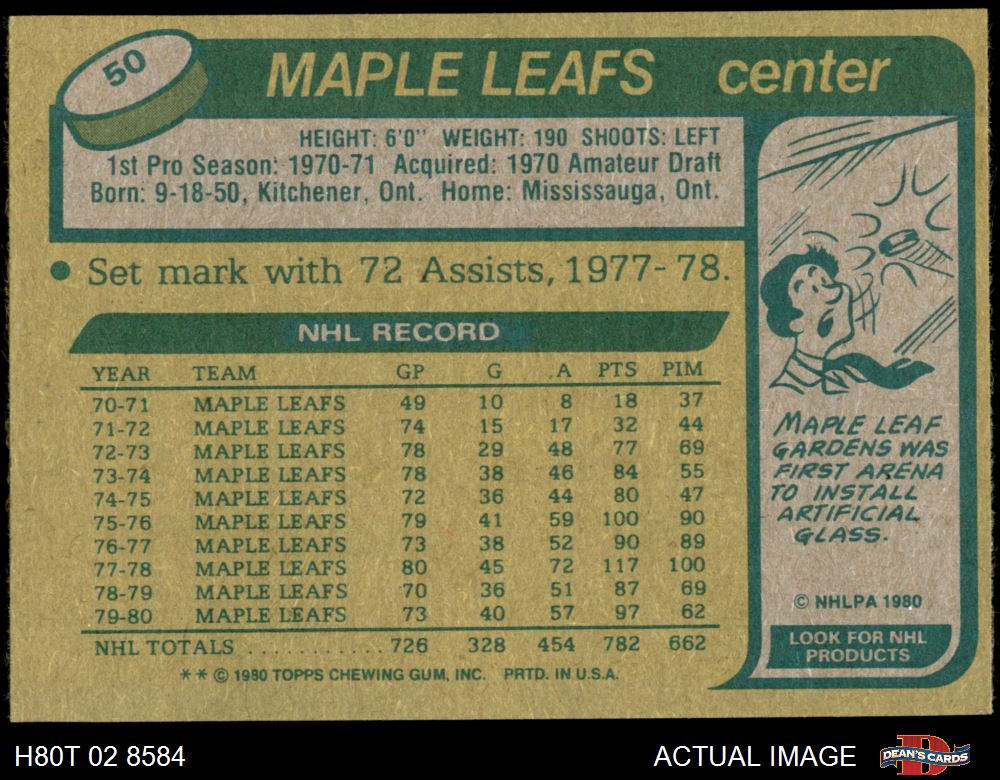 50
MAPLE LEAFS center
HEIGHT: 6'0" WEIGHT: 190 SHOOTS: LEFT
1st Pro Season: 1970-71 Acquired: 1970 Amateur Draft
Born: 9-18-50, Kitchener, Ont. Home: Mississauga, Ont.
● Set mark with 72 Assists, 1977-78.
NHL RECORD
YEAR TEAM GP G A PTS PIM
70-71 MAPLE LEAFS 49 10 8 18 37
71-72 MAPLE LEAFS 74 15 17 32 44
72-73 MAPLE LEAFS 78 29 48 77 69
73-74 MAPLE LEAFS 78 38 46 84 55
74-75 MAPLE LEAFS 72 36 44 80 47
75-76 MAPLE LEAFS 79 41 59 100 90
76-77 MAPLE LEAFS 73 38 52 90 89
77-78 MAPLE LEAFS 80 45 72 117 100
78-79 MAPLE LEAFS 70 36 51 87 69
79-80 MAPLE LEAFS 73 40 57 97 62
NHL TOTALS ............ 726 328 454 782 662
** © 1980 TOPPS CHEWING GUM, INC. PRTD. IN U.S.A.
MAPLE LEAF
GARDENS WAS
FIRST ARENA
TO INSTALL
ARTIFICIAL
GLASS.
© NHLPA 1980
LOOK FOR NHL
PRODUCTS
H80T 02 8584 ACTUAL IMAGE
D
DEAN'S CARDS